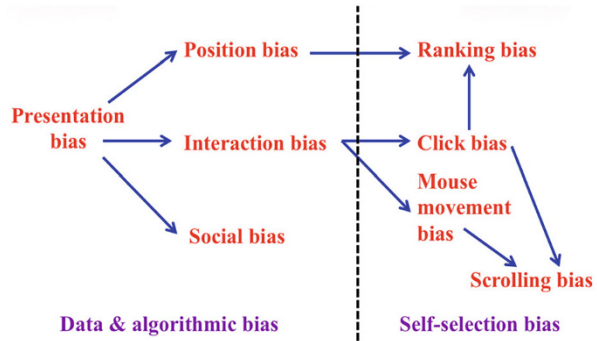 Position bias
Ranking bias
Presentation
bias
Interaction bias
Click bias
Mouse
movement
bias
Social bias
Scrolling bias
Data & algorithmic bias
Self-selection bias